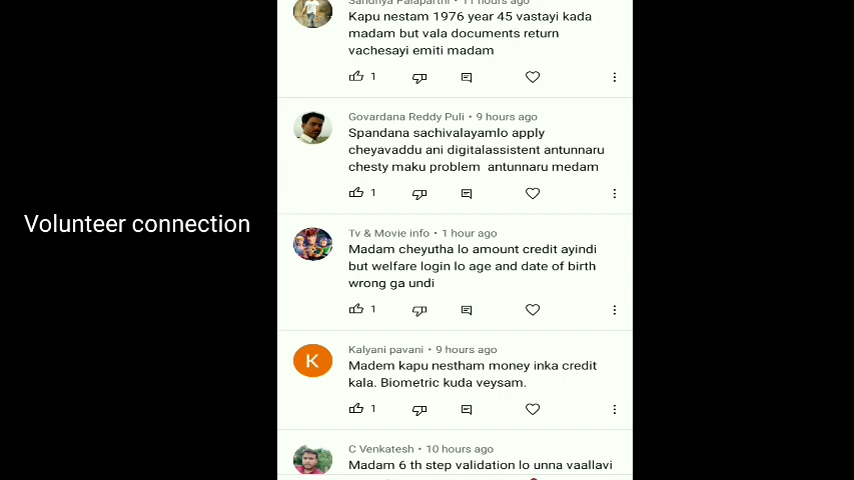 Sandhya Palaparthi • 11 hours ago
Kapu nestam 1976 year 45 vastayi kada
madam but vala documents return
vachesayi emiti madam
1
Govardana Reddy Puli • 9 hours ago
Spandana sachivalayamlo apply
cheyavaddu ani digitalassistent antunnaru
chesty maku problem antunnaru medam
1
Volunteer connection
Tv & Movie info • 1 hour ago
Madam cheyutha lo amount credit ayindi
but welfare login lo age and date of birth
wrong ga undi
1
K
Kalyani pavani • 9 hours ago
Madem kapu nestham money inka credit
kala. Biometric kuda veysam.
1
C Venkatesh • 10 hours ago
Madam 6 th step validation lo unna vaallavi